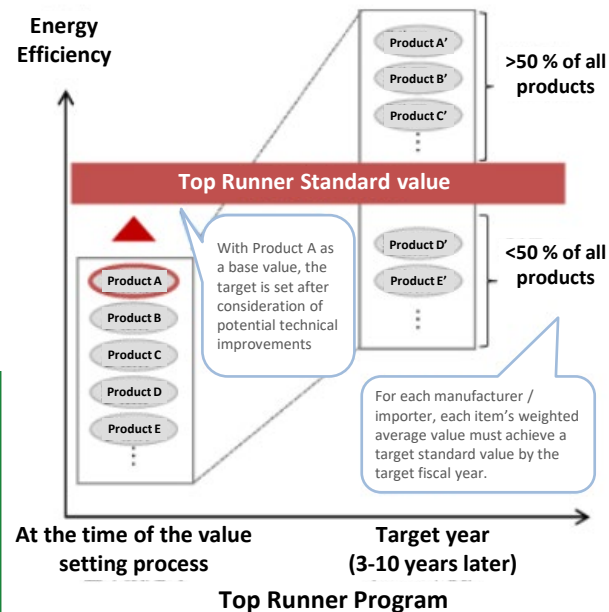 Energy
Efficiency
Product A'
Product B'
Product C'
>50 % of all
products
Top Runner Standard value
With Product A as
a base value, the
target is set after
consideration of
potential technical
improvements
Product D'
Product E'
<50 % of all
products
Product A
Product B
Product C
Product D
Product E
For each manufacturer /
importer, each item's weighted
average value must achieve a
target standard value by the
target fiscal year.
At the time of the value
setting process
Target year
(3-10 years later)
Top Runner Program